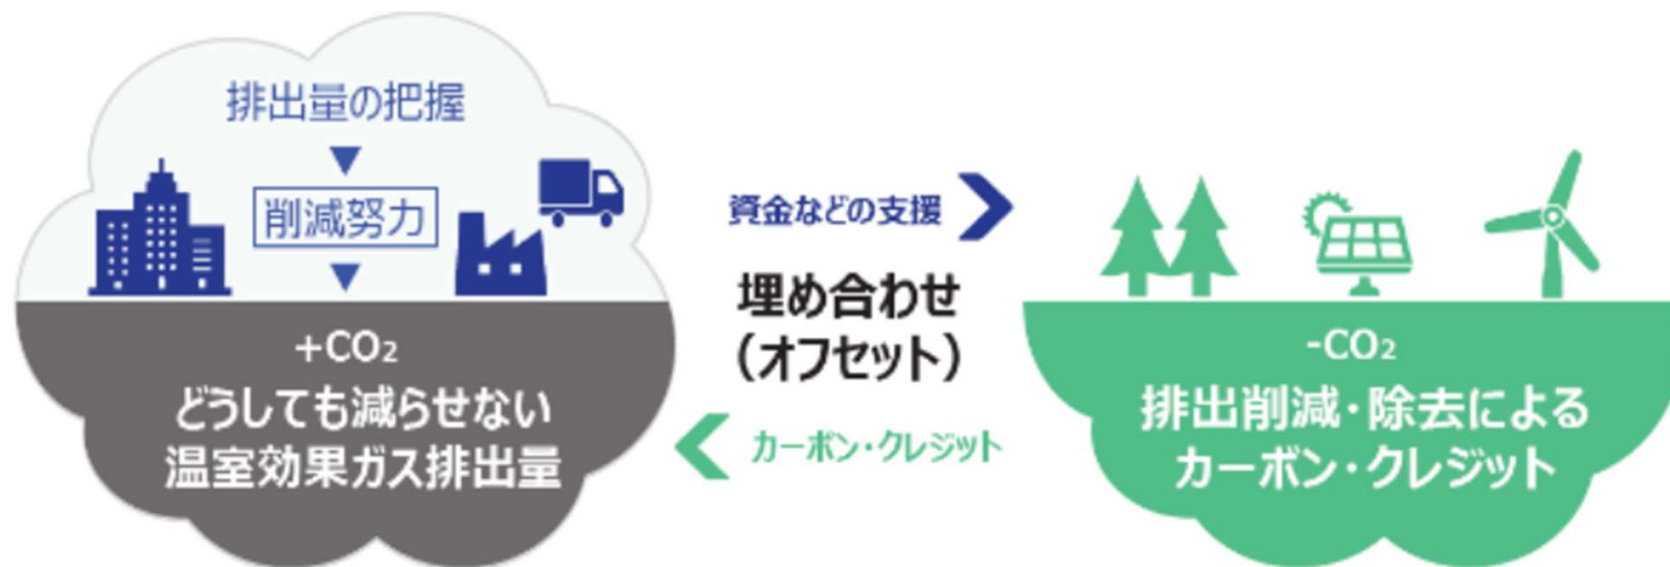 排出量の把握
削減努力
+CO₂
どうしても減らせない
温室効果ガス排出量
資金などの支援
埋め合わせ
（オフセット）
カーボン・クレジット
-CO₂
排出削減・除去による
カーボン・クレジット